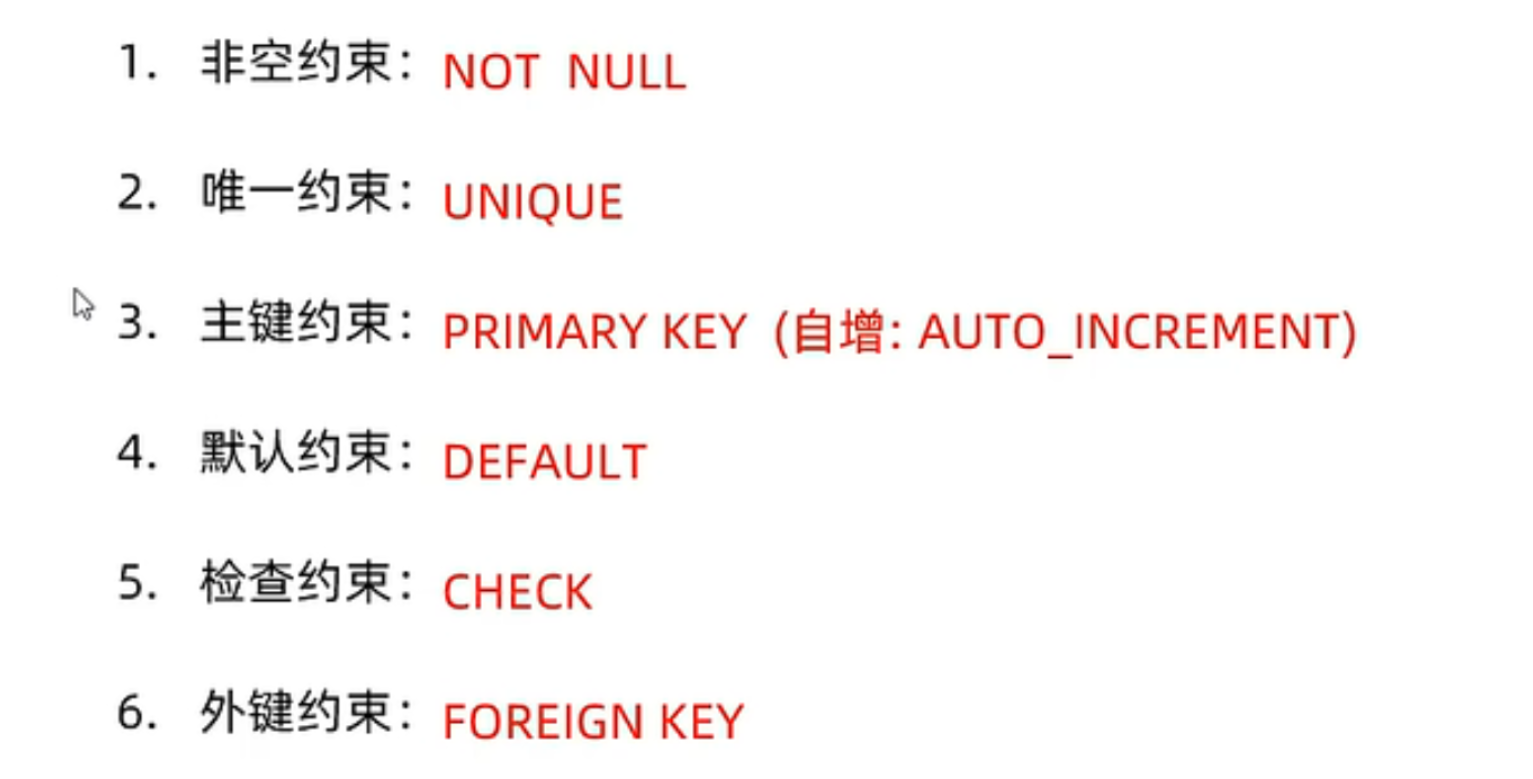 1. 非空约束：NOT NULL
2. 唯一约束：UNIQUE
3. 主键约束：PRIMARY KEY (自增: AUTO_INCREMENT)
4. 默认约束：DEFAULT
5. 检查约束：CHECK
6. 外键约束：FOREIGN KEY